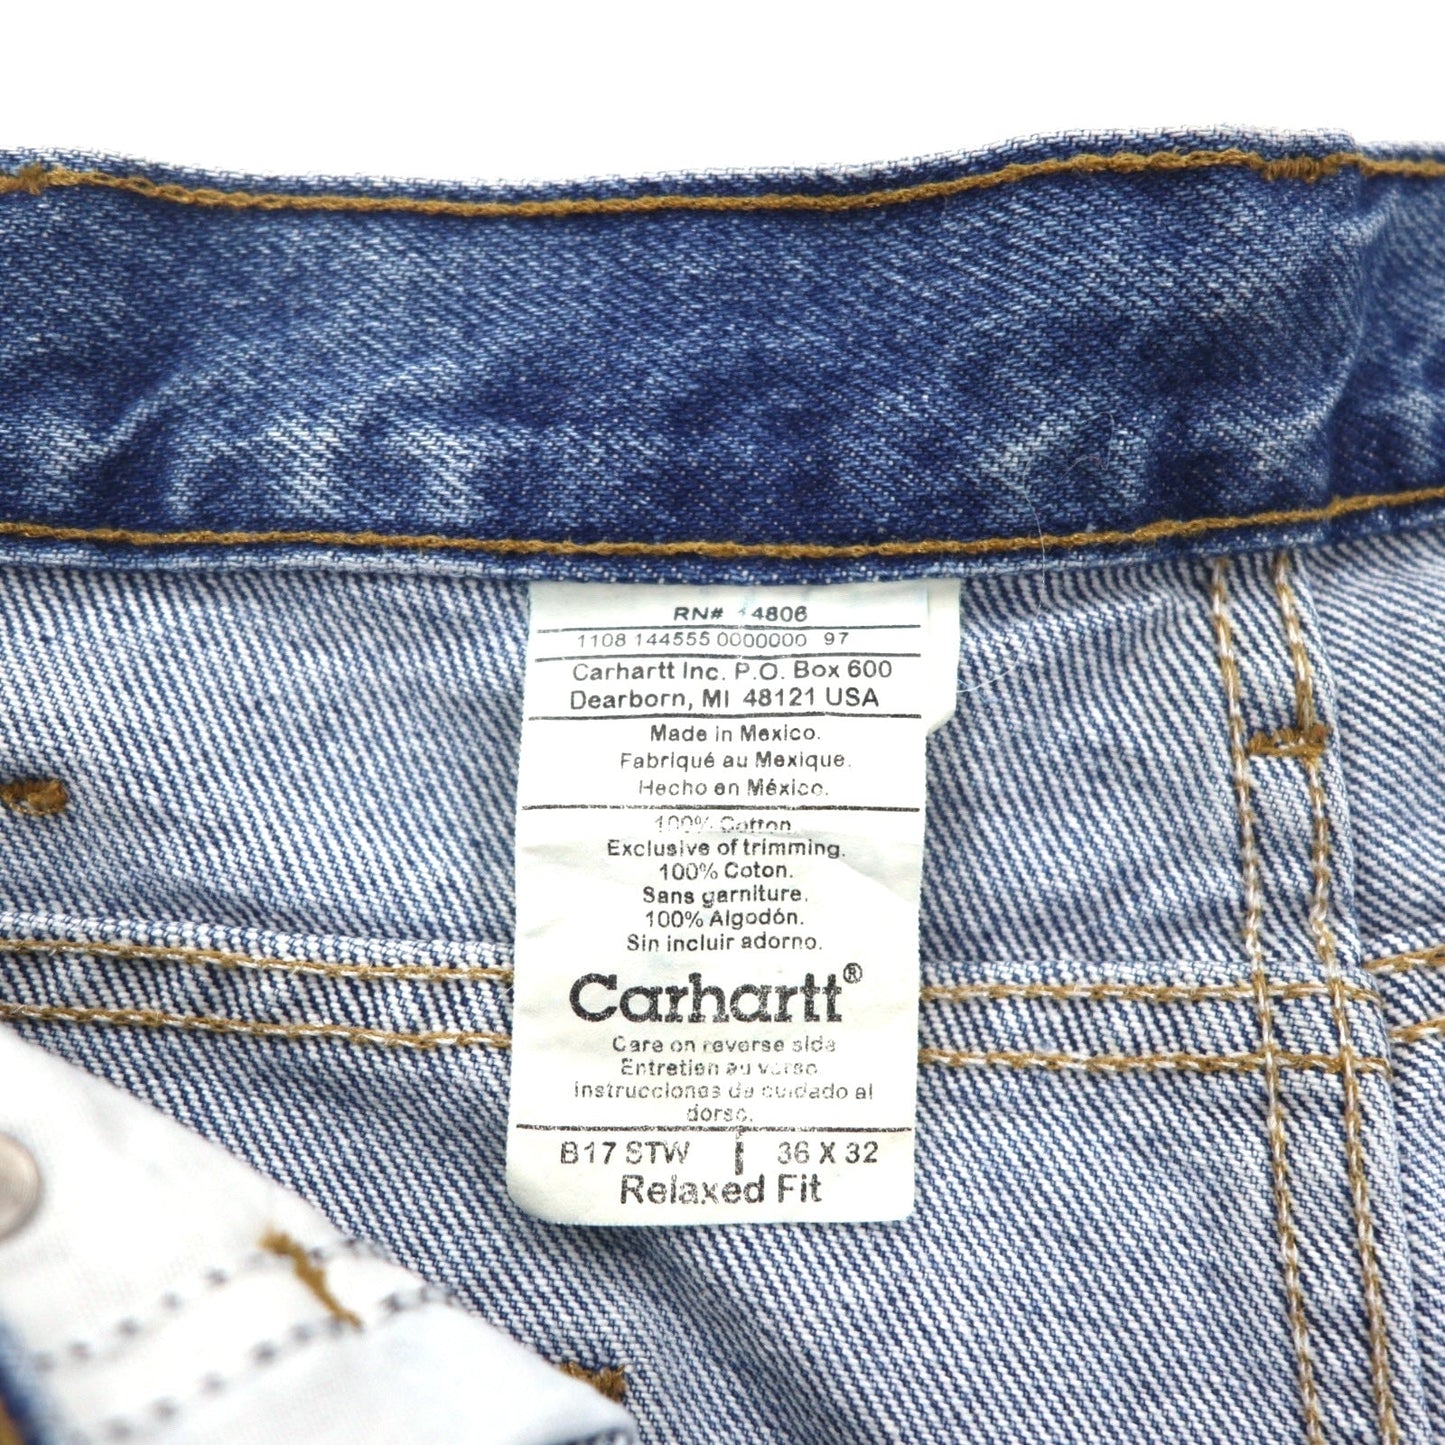 RN# 14806
1108 144555 0000000 97
Carhartt Inc. P.O. Box 600
Dearborn, MI 48121 USA
Made in Mexico.
Fabriqué au Mexique.
Hecho en México.
100% Cotton
Exclusive of trimming.
100% Coton.
Sans garniture.
100% Algodón.
Sin incluir adorno.
Carhartt®
Care on reverse side
Entretien au verso
Instrucciones de cuidado al
dorso.
B17 STW | 36 X 32
Relaxed Fit